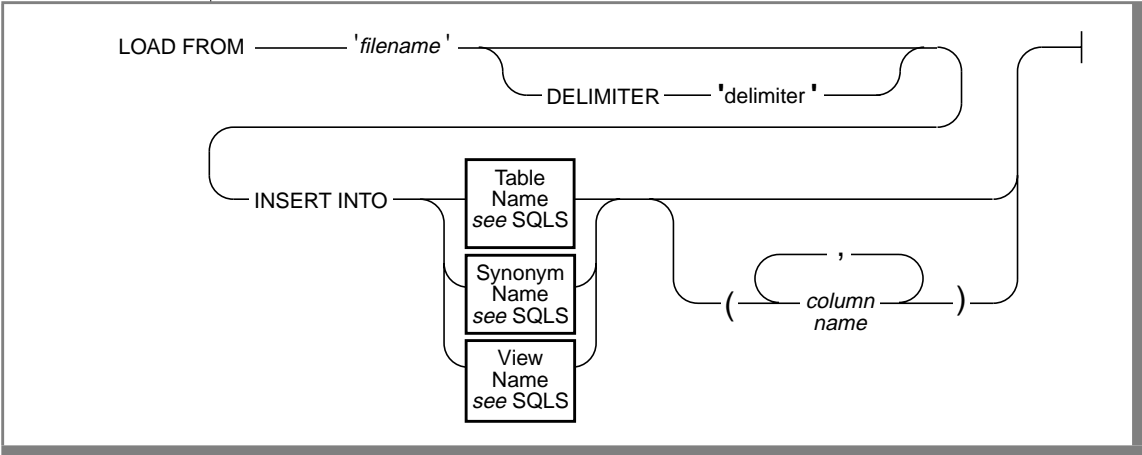 LOAD FROM 'filename'
DELIMITER 'delimiter'
INSERT INTO
Table
Name
see SQLS
Synonym
Name
see SQLS
View
Name
see SQLS
(
,
column
name
)